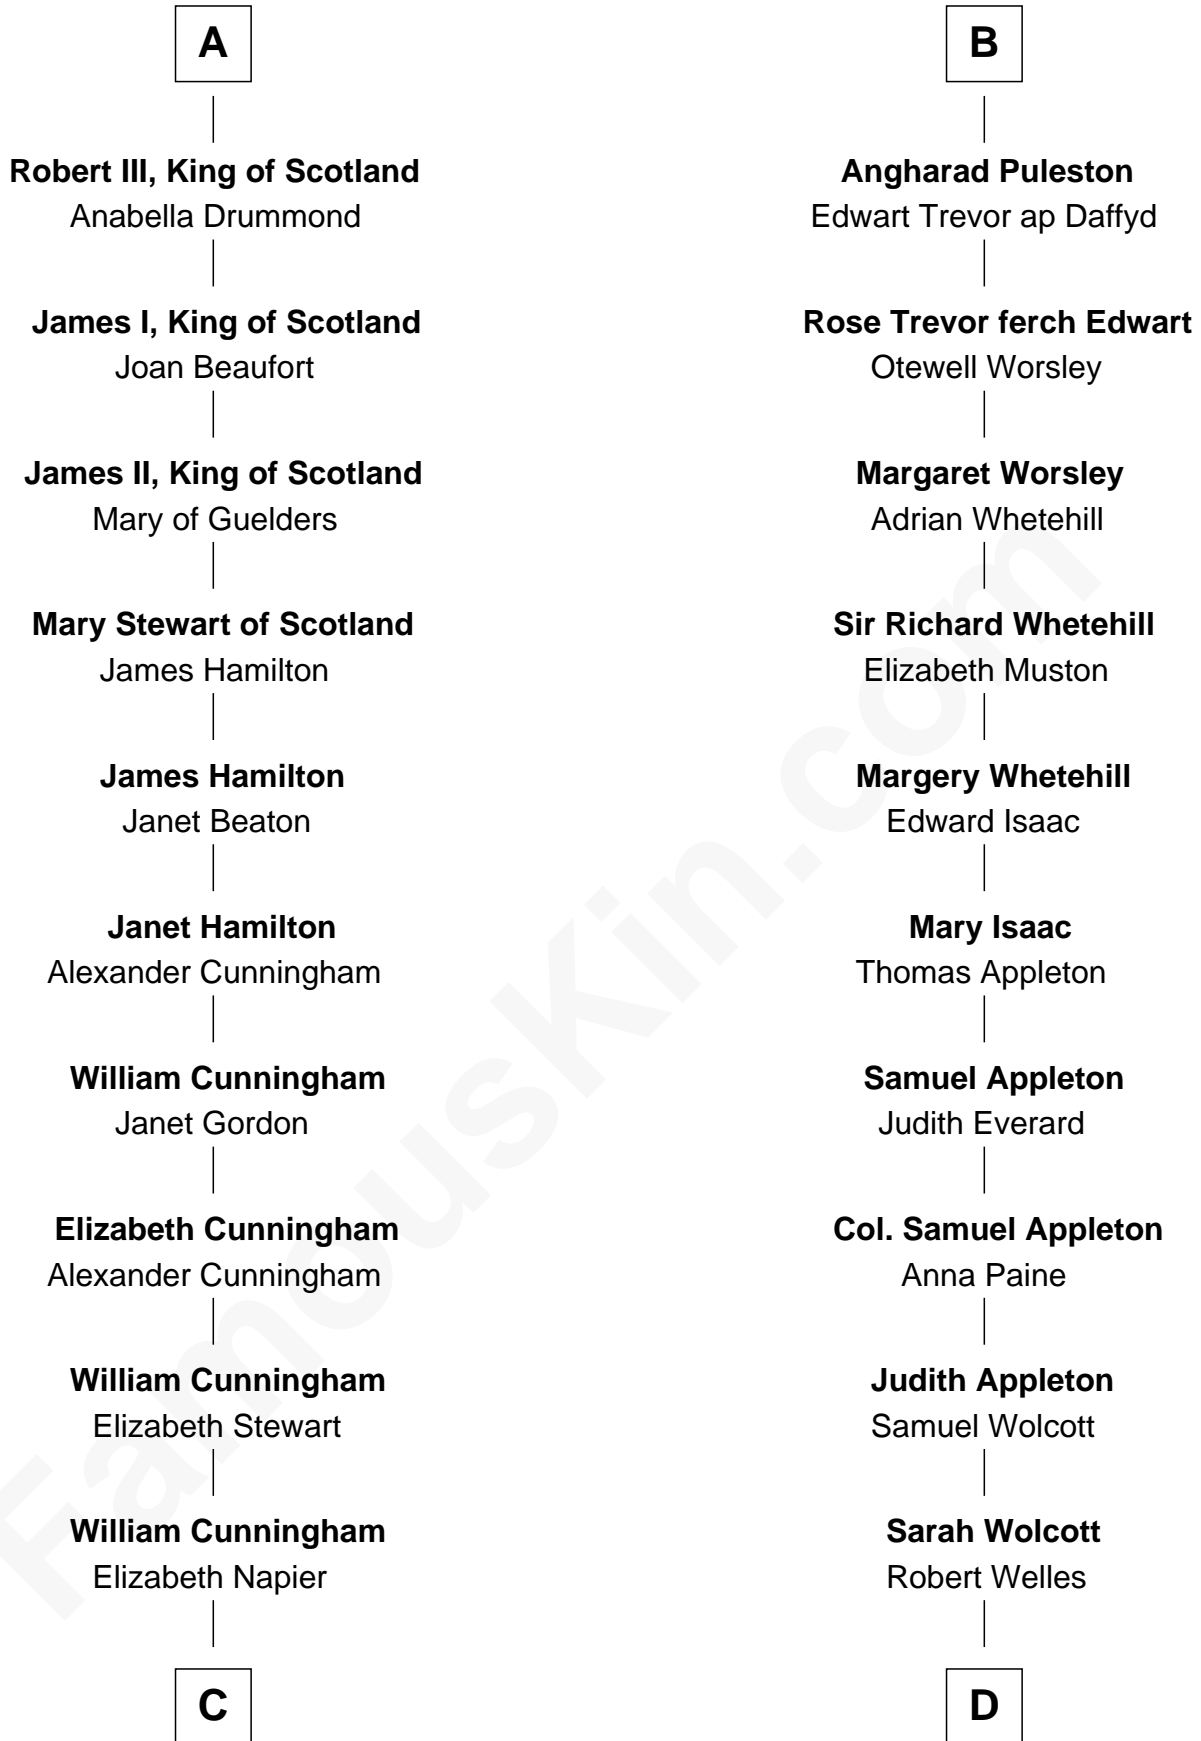 A
Robert III, King of Scotland
Anabella Drummond
James I, King of Scotland
Joan Beaufort
James II, King of Scotland
Mary of Guelders
Mary Stewart of Scotland
James Hamilton
James Hamilton
Janet Beaton
Janet Hamilton
Alexander Cunningham
William Cunningham
Janet Gordon
Elizabeth Cunningham
Alexander Cunningham
William Cunningham
Elizabeth Stewart
William Cunningham
Elizabeth Napier
C
B
Angharad Puleston
Edwart Trevor ap Daffyd
Rose Trevor ferch Edwart
Otewell Worsley
Margaret Worsley
Adrian Whetehill
Sir Richard Whetehill
Elizabeth Muston
Margery Whetehill
Edward Isaac
Mary Isaac
Thomas Appleton
Samuel Appleton
Judith Everard
Col. Samuel Appleton
Anna Paine
Judith Appleton
Samuel Wolcott
Sarah Wolcott
Robert Welles
D
FamousKin.com